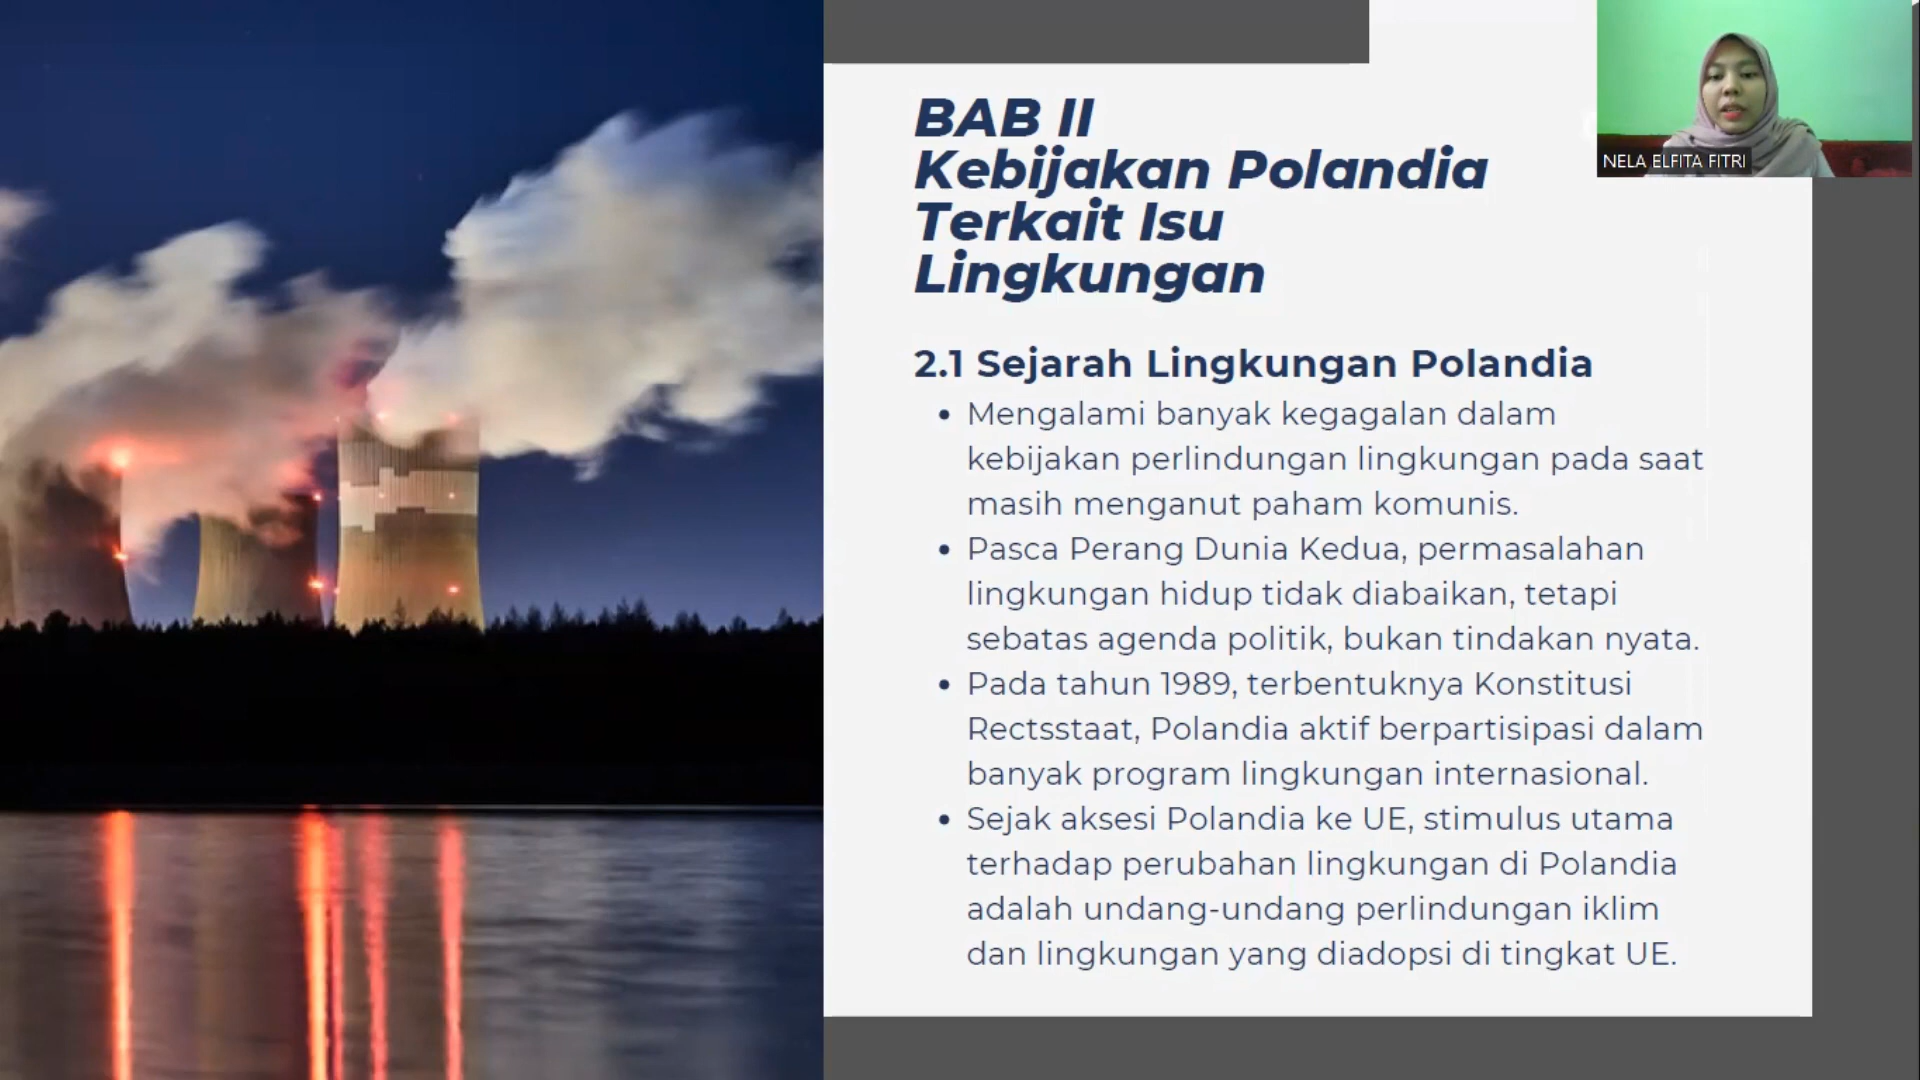 BAB II
Kebijakan Polandia
Terkait Isu
Lingkungan
2.1 Sejarah Lingkungan Polandia
• Mengalami banyak kegagalan dalam
kebijakan perlindungan lingkungan pada saat
masih menganut paham komunis.
• Pasca Perang Dunia Kedua, permasalahan
lingkungan hidup tidak diabaikan, tetapi
sebatas agenda politik, bukan tindakan nyata.
• Pada tahun 1989, terbentuknya Konstitusi
Rectsstaat, Polandia aktif berpartisipasi dalam
banyak program lingkungan internasional.
• Sejak aksesi Polandia ke UE, stimulus utama
terhadap perubahan lingkungan di Polandia
adalah undang-undang perlindungan iklim
dan lingkungan yang diadopsi di tingkat UE.
NELA ELFITA FITRI